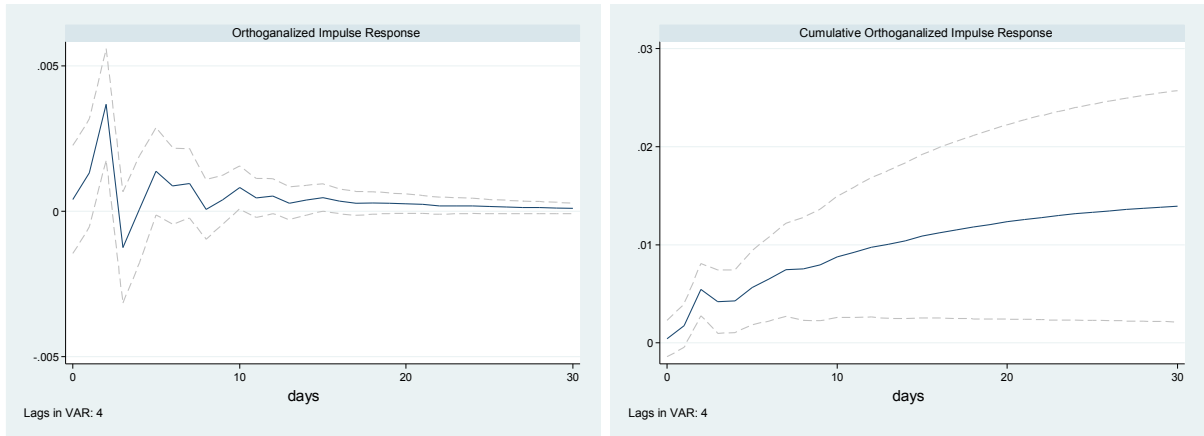 Orthoganalized Impulse Response
.005
0
-.005
0
10
20
30
days
Lags in VAR: 4
Cumulative Orthoganalized Impulse Response
.03
.02
.01
0
0
10
20
30
days
Lags in VAR: 4